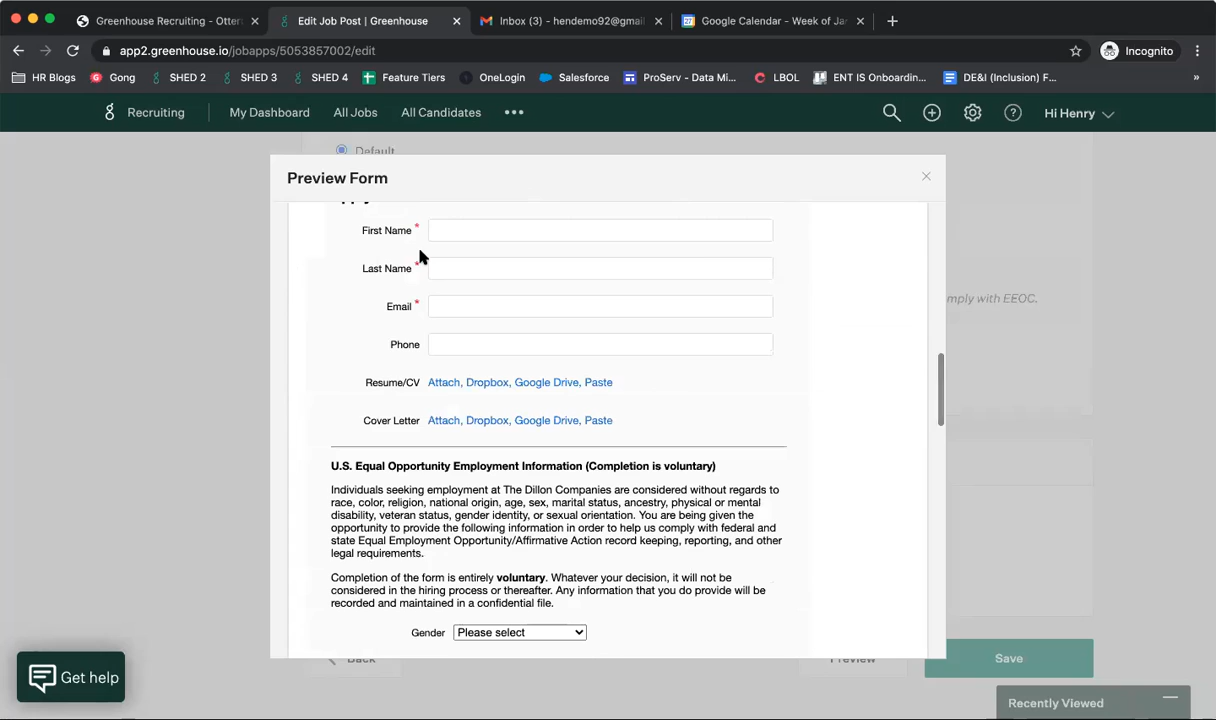 Greenhouse Recruiting - Otter
Edit Job Post | Greenhouse
Inbox (3) - hendemo92@gmail
Google Calendar - Week of Jan
app2.greenhouse.io/jobapps/5053857002/edit
Incognito
HR Blogs
Gong
SHED 2
SHED 3
SHED 4
Feature Tiers
OneLogin
Salesforce
ProServ - Data Mi...
LBOL
ENT IS Onboardin...
DE&I (Inclusion) F...
»
Recruiting
My Dashboard
All Jobs
All Candidates
Hi Henry
Default
Preview Form
First Name *
Last Name *
Email *
Phone
Resume/CV Attach, Dropbox, Google Drive, Paste
Cover Letter Attach, Dropbox, Google Drive, Paste
U.S. Equal Opportunity Employment Information (Completion is voluntary)
Individuals seeking employment at The Dillon Companies are considered without regards to
race, color, religion, national origin, age, sex, marital status, ancestry, physical or mental
disability, veteran status, gender identity, or sexual orientation. You are being given the
opportunity to provide the following information in order to help us comply with federal and
state Equal Employment Opportunity/Affirmative Action record keeping, reporting, and other
legal requirements.
Completion of the form is entirely voluntary. Whatever your decision, it will not be
considered in the hiring process or thereafter. Any information that you do provide will be
recorded and maintained in a confidential file.
Gender Please select
with EEOC.
Back
Preview
Save
Get help
Recently Viewed